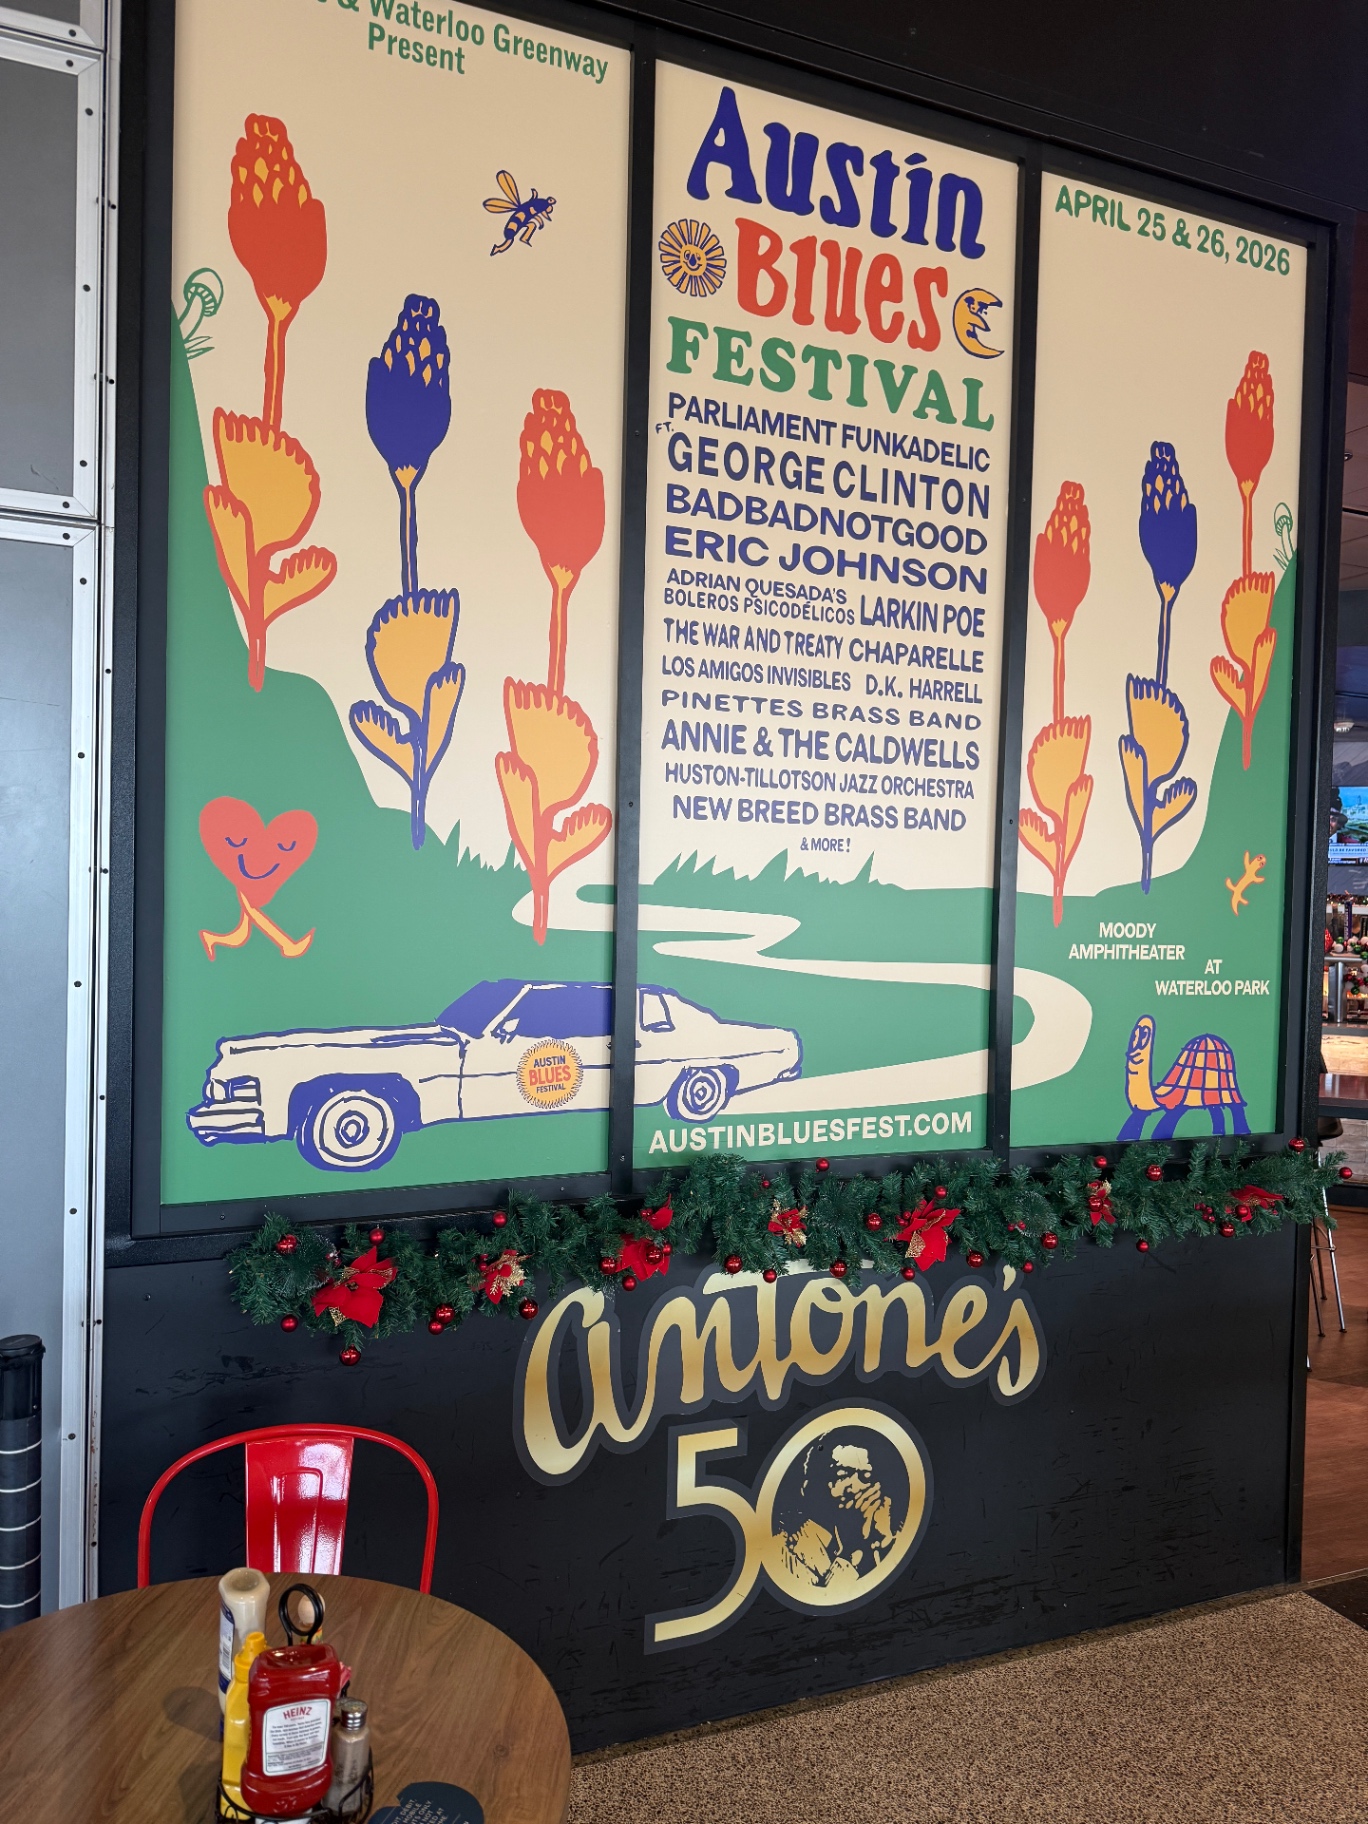 & Waterloo Greenway
Present
Austin
Blues
FESTIVAL
PARLIAMENT FUNKADELIC
FT.
GEORGE CLINTON
BADBADNOTGOOD
ERIC JOHNSON
ADRIAN QUESADA'S
BOLEROS PSICODÉLICOS LARKIN POE
THE WAR AND TREATY CHAPARELLE
LOS AMIGOS INVISIBLES D.K. HARRELL
PINETTES BRASS BAND
ANNIE & THE CALDWELLS
HUSTON-TILLOTSON JAZZ ORCHESTRA
NEW BREED BRASS BAND
& MORE!
APRIL 25 & 26, 2026
MOODY
AMPHITHEATER
AT
WATERLOO PARK
AUSTIN
BLUES
FESTIVAL
AUSTINBLUESFEST.COM
antone's
50
HEINZ